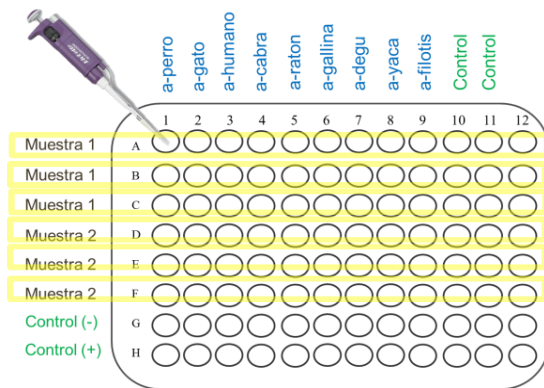 a-perro
a-gato
a-humano
a-cabra
a-raton
a-gallina
a-degu
a-yaca
a-filotis
Control
Control
1 2 3 4 5 6 7 8 9 10 11 12
Muestra 1 A
Muestra 1 B
Muestra 1 C
Muestra 2 D
Muestra 2 E
Muestra 2 F
Control (-) G
Control (+) H